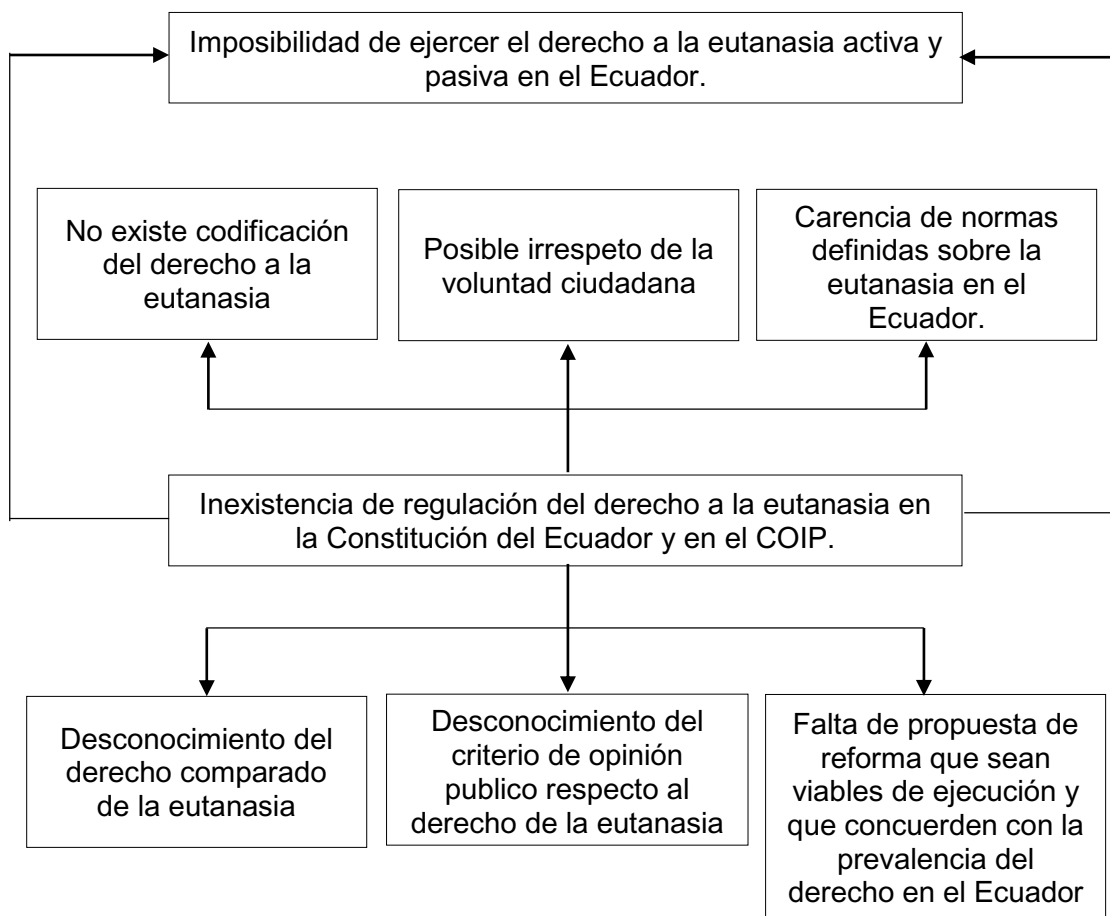 Imposibilidad de ejercer el derecho a la eutanasia activa y
pasiva en el Ecuador.
No existe codificación
del derecho a la
eutanasia
Posible irrespeto de la
voluntad ciudadana
Carencia de normas
definidas sobre la
eutanasia en el
Ecuador.
Inexistencia de regulación del derecho a la eutanasia en
la Constitución del Ecuador y en el COIP.
Desconocimiento del
derecho comparado
de la eutanasia
Desconocimiento del
criterio de opinión
publico respecto al
derecho de la eutanasia
Falta de propuesta de
reforma que sean
viables de ejecución y
que concuerden con la
prevalencia del
derecho en el Ecuador